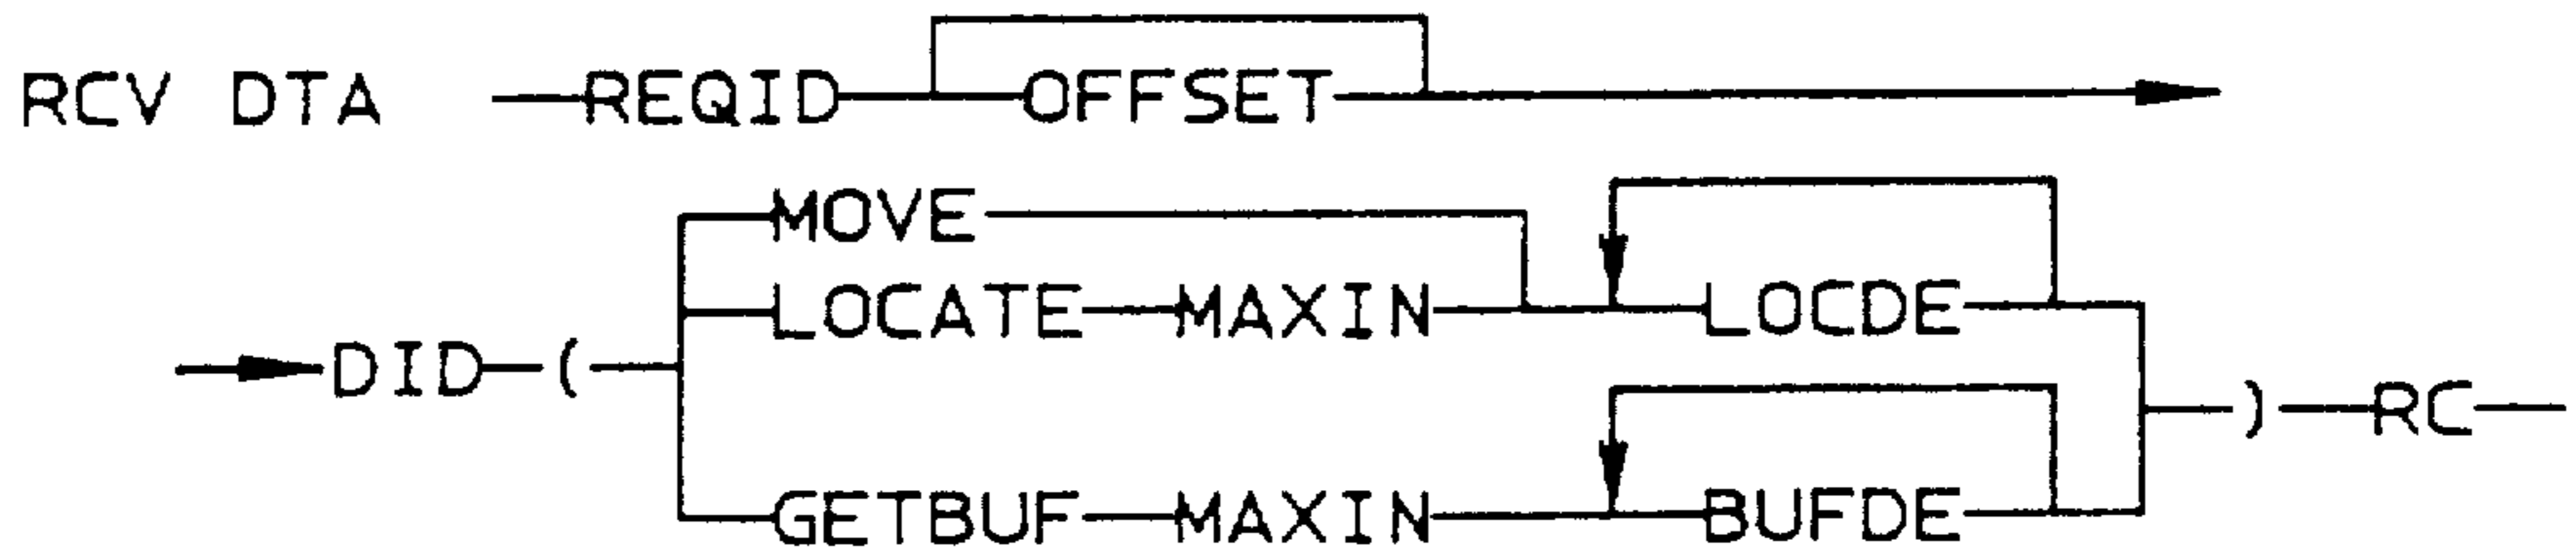 RCV DTA REQID OFFSET
MOVE
LOCATE MAXIN LOCDE
DID ( ) RC
GETBUF MAXIN BUFDE